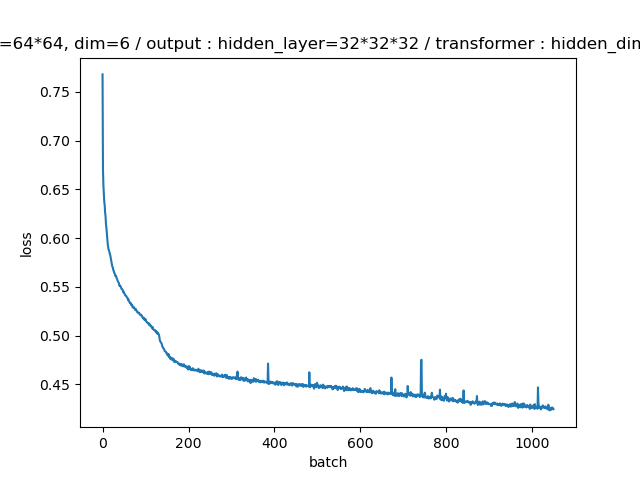 =64*64, dim=6 / output : hidden_layer=32*32*32 / transformer : hidden_dim
0.75
0.70
0.65
0.60
0.55
0.50
0.45
loss
0 200 400 600 800 1000
batch